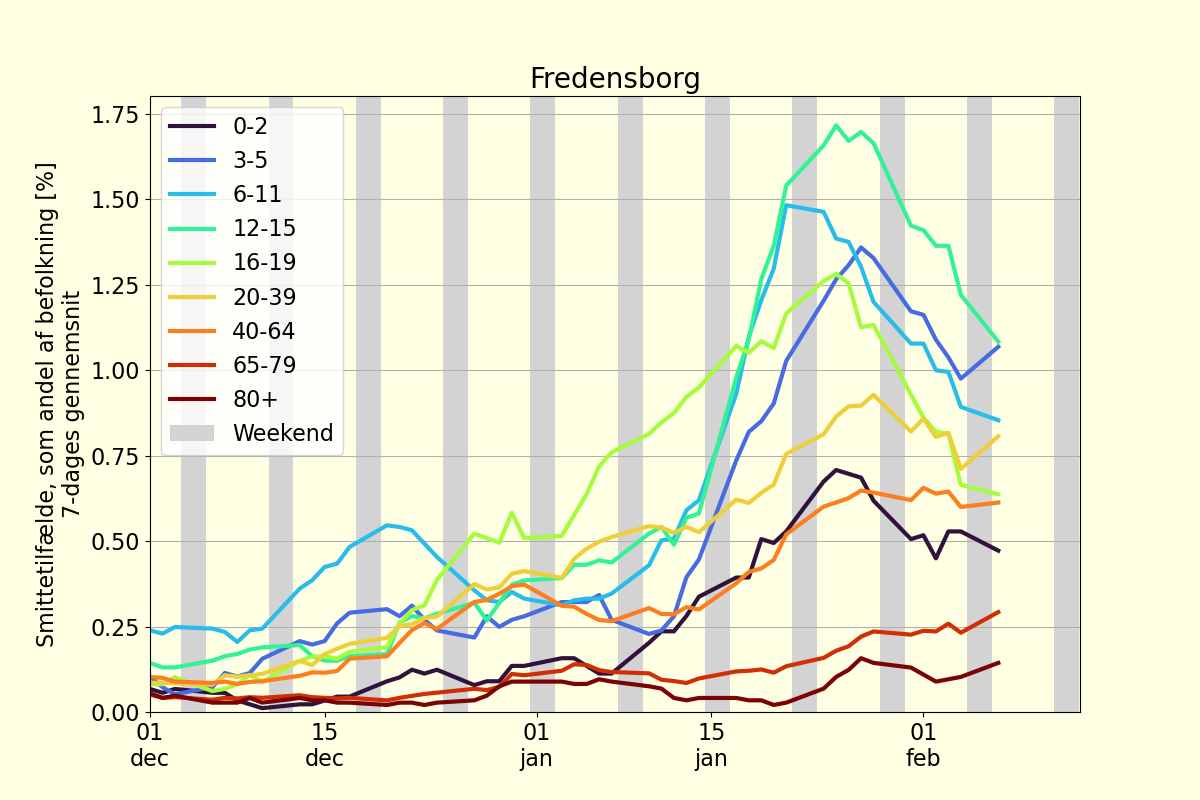 Fredensborg
Smittetilfælde, som andel af befolkning [%]
7-dages gennemsnit
1.75
1.50
1.25
1.00
0.75
0.50
0.25
0.00
0-2
3-5
6-11
12-15
16-19
20-39
40-64
65-79
80+
Weekend
01
dec
15
dec
01
jan
15
jan
01
feb